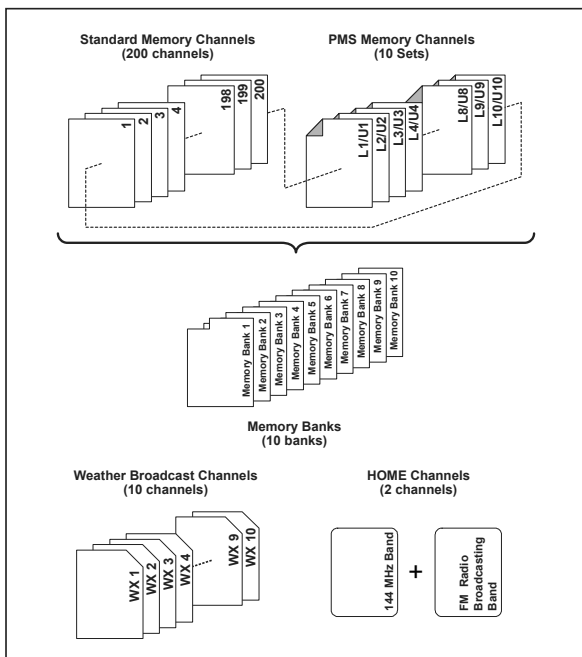 Standard Memory Channels
(200 channels)
PMS Memory Channels
(10 Sets)
1
2
3
4
198
199
200
L1/U1
L2/U2
L3/U3
L4/U4
L8/U8
L9/U9
L10/U10
Memory Bank 1
Memory Bank 2
Memory Bank 3
Memory Bank 4
Memory Bank 5
Memory Bank 6
Memory Bank 7
Memory Bank 8
Memory Bank 9
Memory Bank 10
Memory Banks
(10 banks)
Weather Broadcast Channels
(10 channels)
HOME Channels
(2 channels)
WX 1
WX 2
WX 3
WX 4
WX 9
WX 10
144 MHz Band
+
FM Radio
Broadcasting
Band